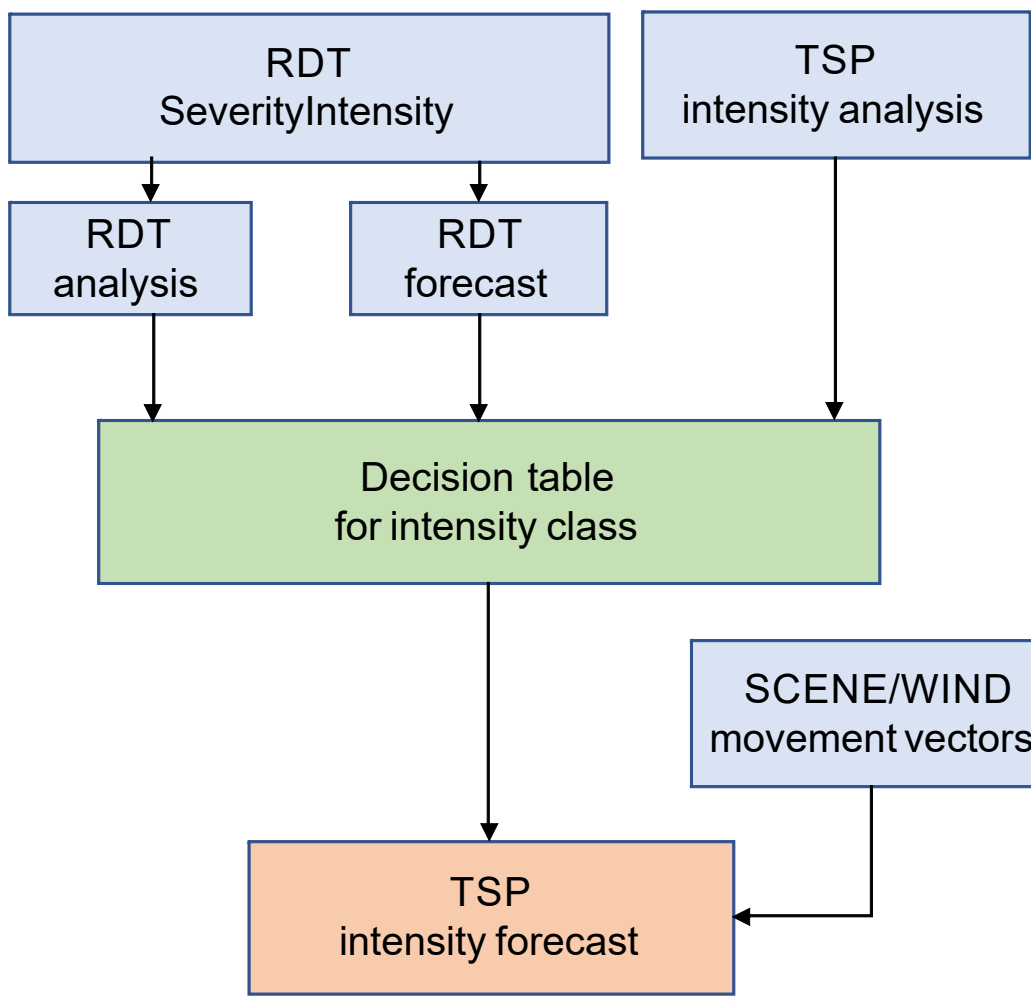 RDT
SeverityIntensity
TSP
intensity analysis
RDT
analysis
RDT
forecast
Decision table
for intensity class
SCENE/WIND
movement vectors
TSP
intensity forecast